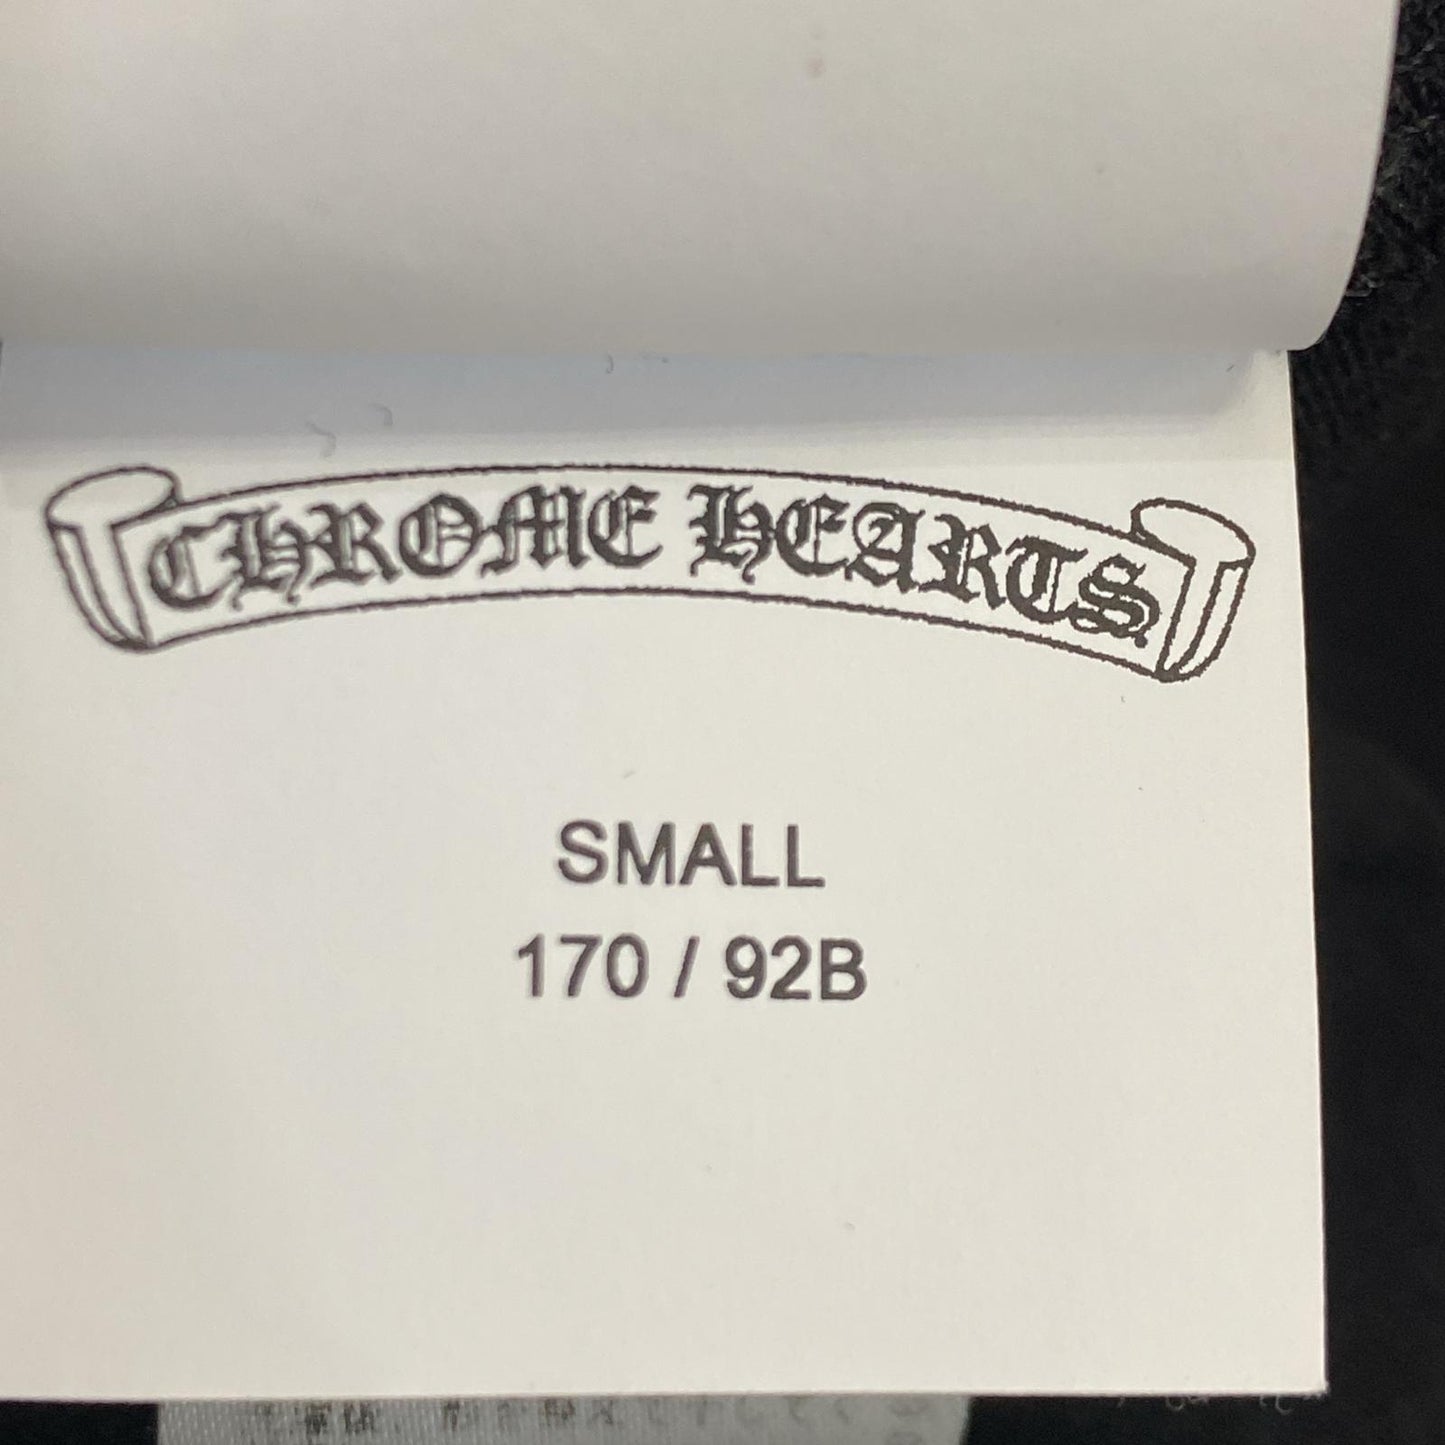 CHROME HEARTS
SMALL
170 / 92B